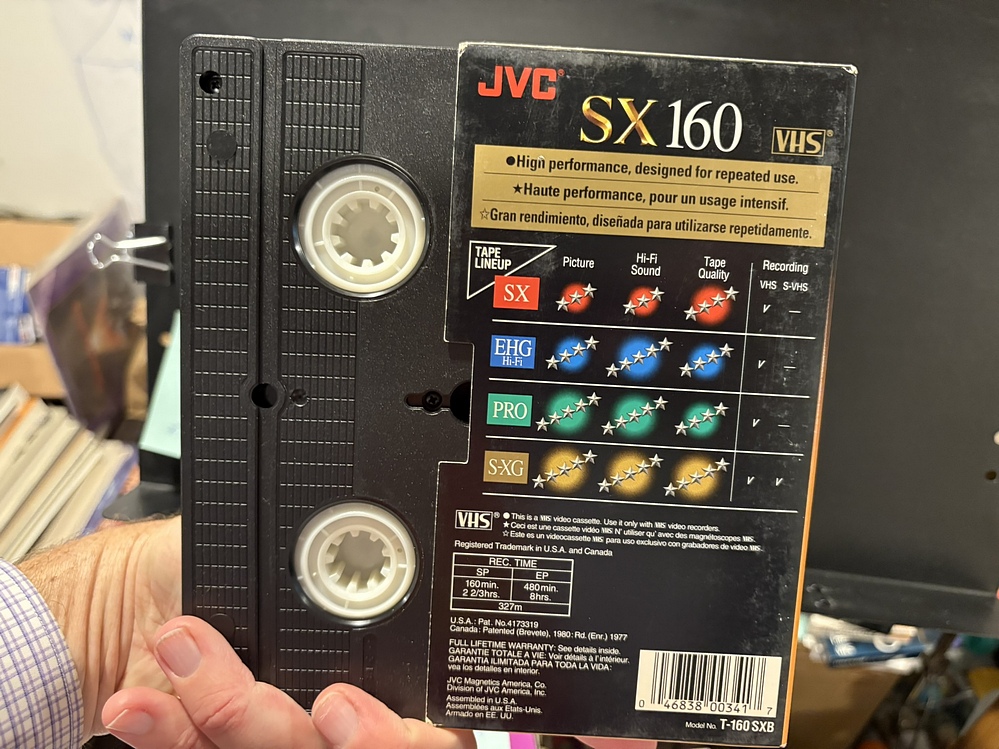 JVC®
SX 160
VHS®
●High performance, designed for repeated use.
★Haute performance, pour un usage intensif.
☆Gran rendimiento, diseñada para utilizarse repetidamente.
TAPE LINEUP
Picture
Hi-Fi Sound
Tape Quality
Recording
VHS S-VHS
SX
EHG
Hi-Fi
PRO
S-XG
VHS® ● This is a VHS video cassette. Use it only with VHS video recorders.
★ Ceci est une cassette vidéo VHS N' utiliser qu' avec des magnétoscopes VHS.
☆ Este es un videocassette VHS para uso exclusivo con grabadores de video VHS.
Registered Trademark in U.S.A. and Canada
REC. TIME
SP EP
160min. 480min.
2 2/3hrs. 8hrs.
327m
U.S.A.: Pat. No.4173319
Canada: Patented (Brevete), 1980: Rd. (Enr.) 1977
FULL LIFETIME WARRANTY: See details inside.
GARANTIE TOTALE A VIE: Voir détails à l'intérieur.
GARANTIA ILIMITADA PARA TODA LA VIDA:
vea los detalles en interior.
JVC Magnetics America, Co.
Division of JVC America, Inc.
Assembled in U.S.A.
Assemblées aux Etats-Unis.
Armado en EE. UU.
0 46838 00341 7
Model No. T-160 SXB